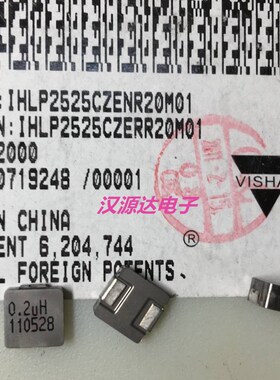 :IHLP2525CZENR20M01
N:IHLP2525CZERR20M01
2000
0719248 /00001
汉源达电子
®
VISHA
N CHINA
ENT 6,204,744
FOREIGN PATENTS.
0.2uH
110528